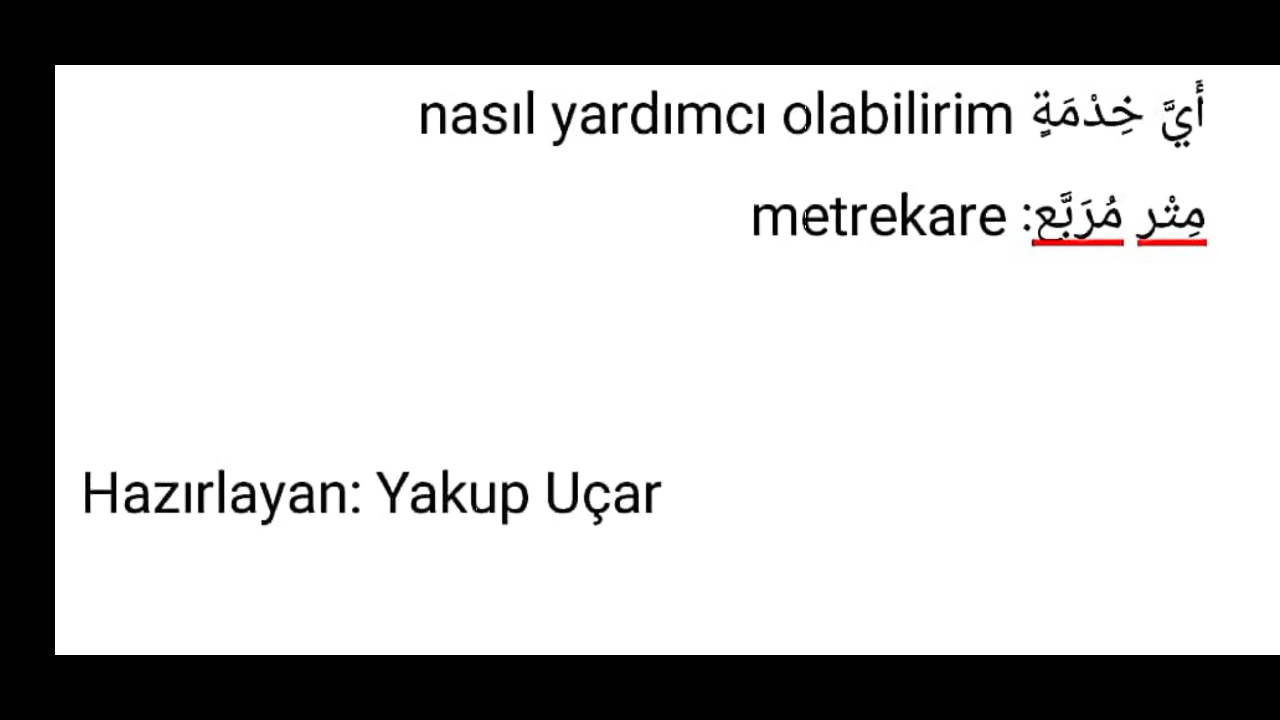 أَيَّ خِدْمَةٍ nasıl yardımcı olabilirim
مِتْر مُرَبَّع: metrekare
Hazırlayan: Yakup Uçar